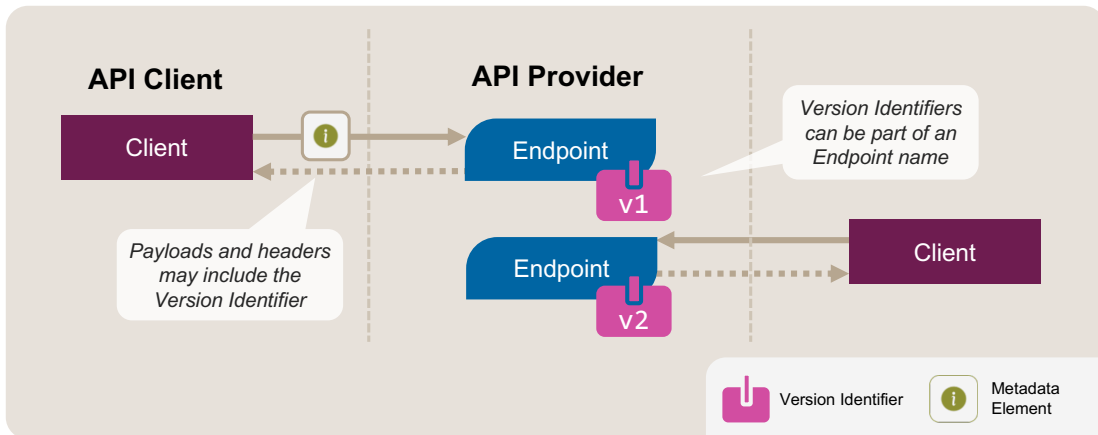 API Client
API Provider
Client
i
Endpoint
v1
Version Identifiers
can be part of an
Endpoint name
Payloads and headers
may include the
Version Identifier
Endpoint
v2
Client
Version Identifier
i
Metadata
Element